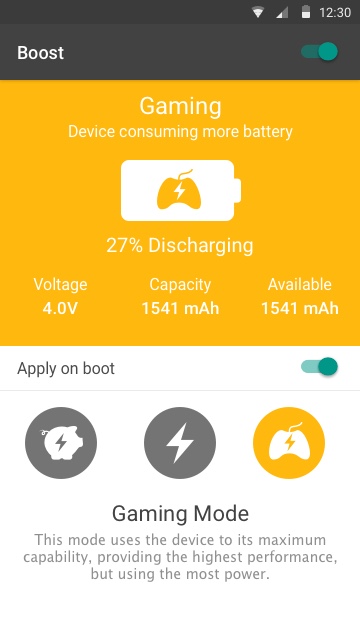 12:30
Boost
Gaming
Device consuming more battery
27% Discharging
Voltage Capacity Available
4.0V 1541 mAh 1541 mAh
Apply on boot
Gaming Mode
This mode uses the device to its maximum
capability, providing the highest performance,
but using the most power.